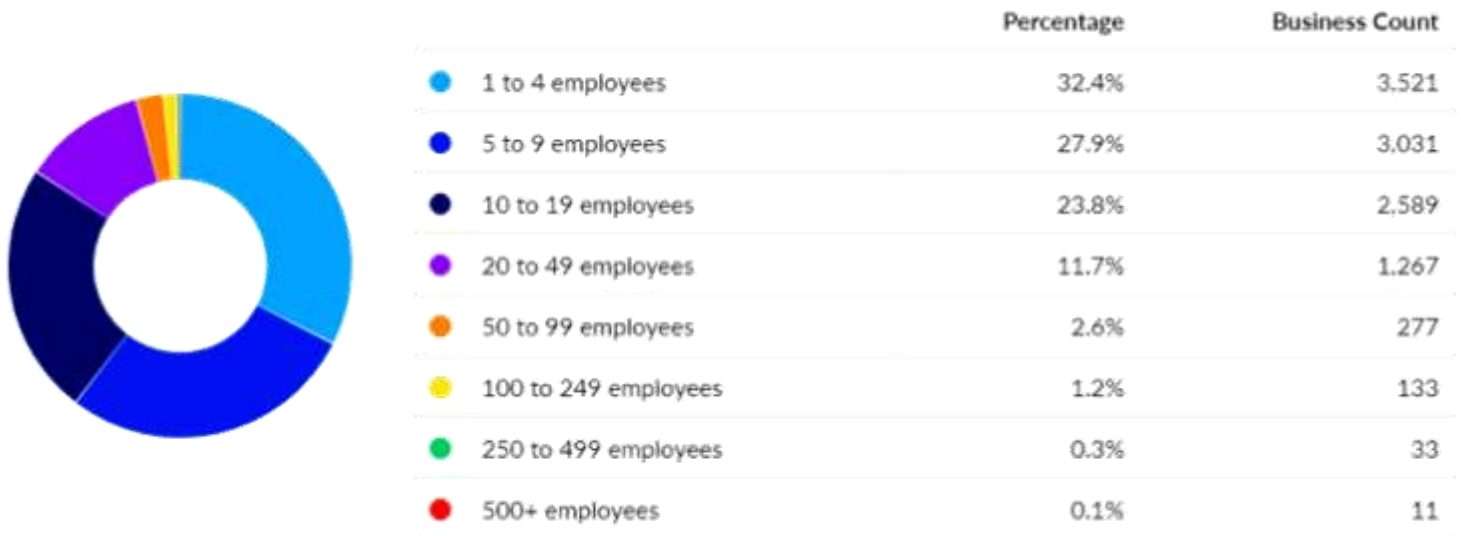 Percentage Business Count
1 to 4 employees 32.4% 3,521
5 to 9 employees 27.9% 3,031
10 to 19 employees 23.8% 2,589
20 to 49 employees 11.7% 1,267
50 to 99 employees 2.6% 277
100 to 249 employees 1.2% 133
250 to 499 employees 0.3% 33
500+ employees 0.1% 11